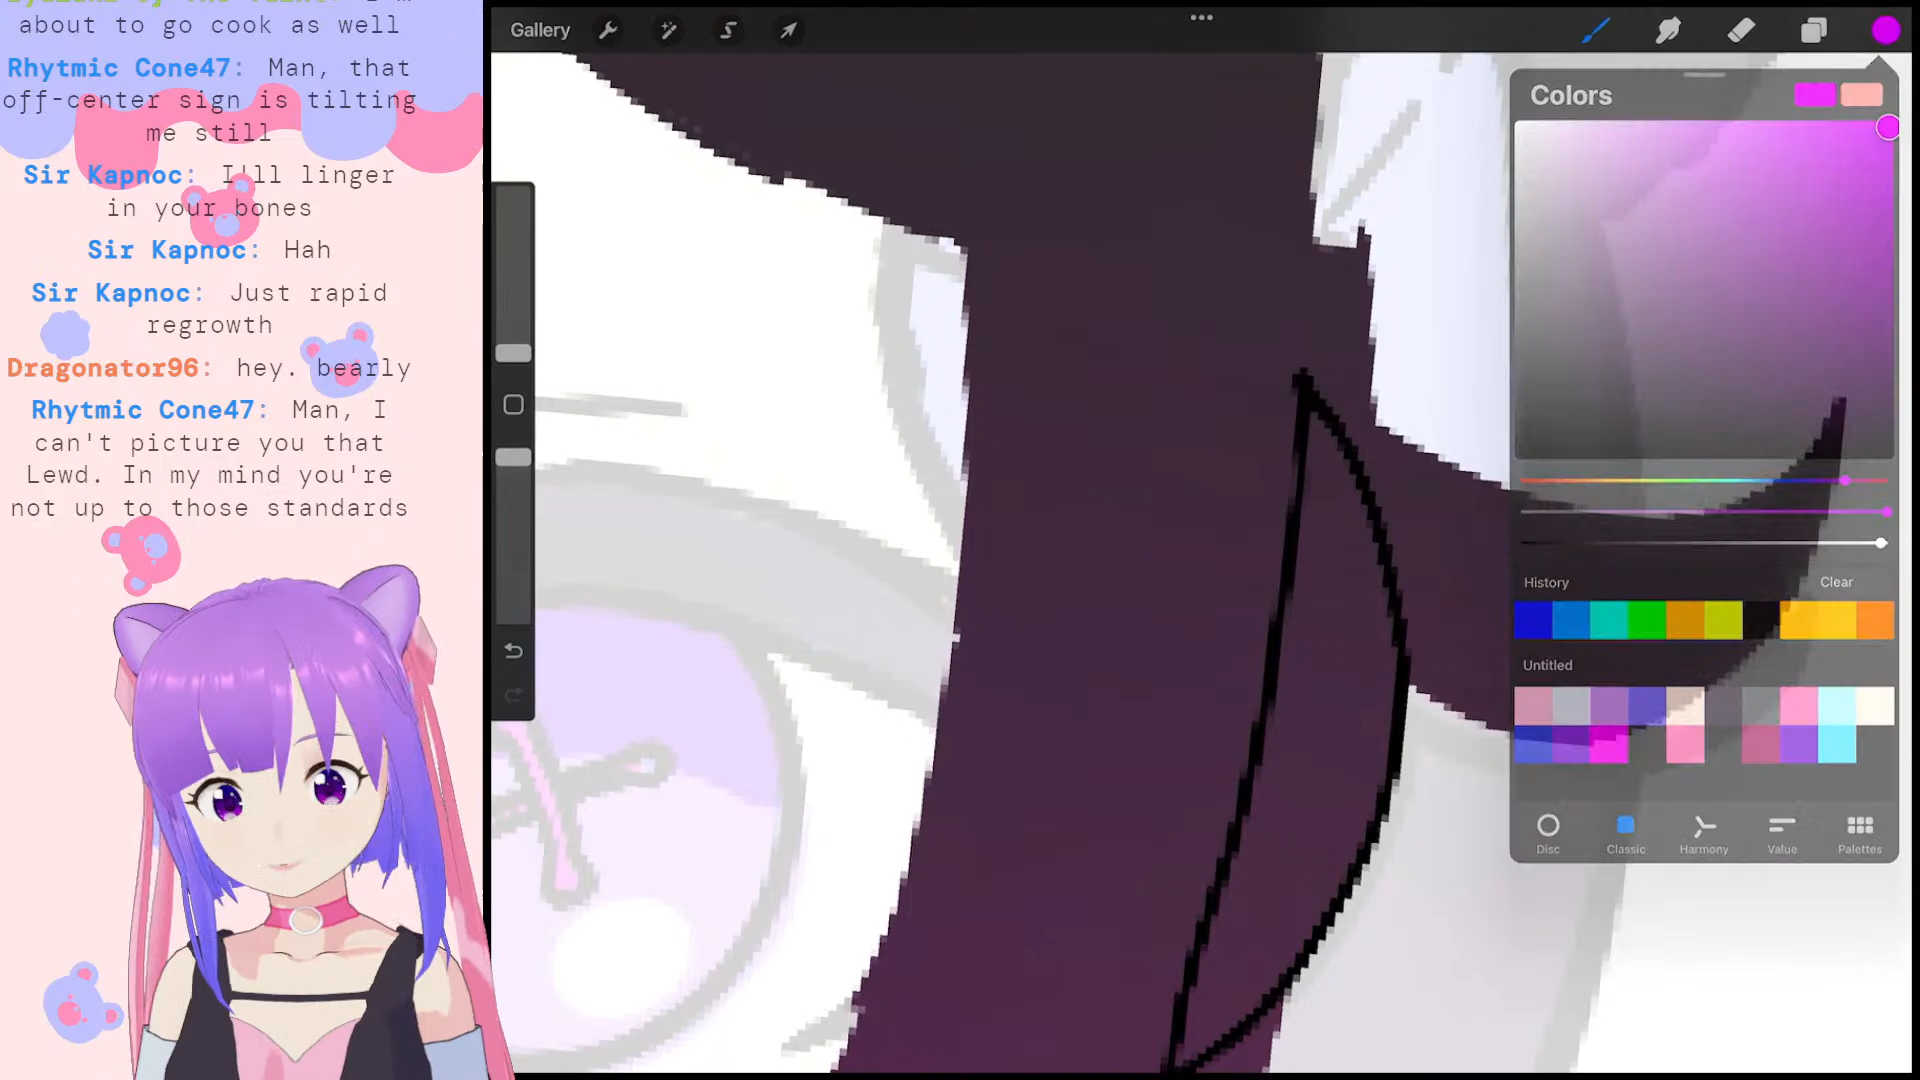 about to go cook as well
Rhytmic Cone47: Man, that
off-center sign is tilting
me still
Sir Kapnoc: I'll linger
in your bones
Sir Kapnoc: Hah
Sir Kapnoc: Just rapid
regrowth
Dragonator96: hey. bearly
Rhytmic Cone47: Man, I
can't picture you that
Lewd. In my mind you're
not up to those standards
Gallery
Colors
History
Clear
Untitled
Disc
Classic
Harmony
Value
Palettes